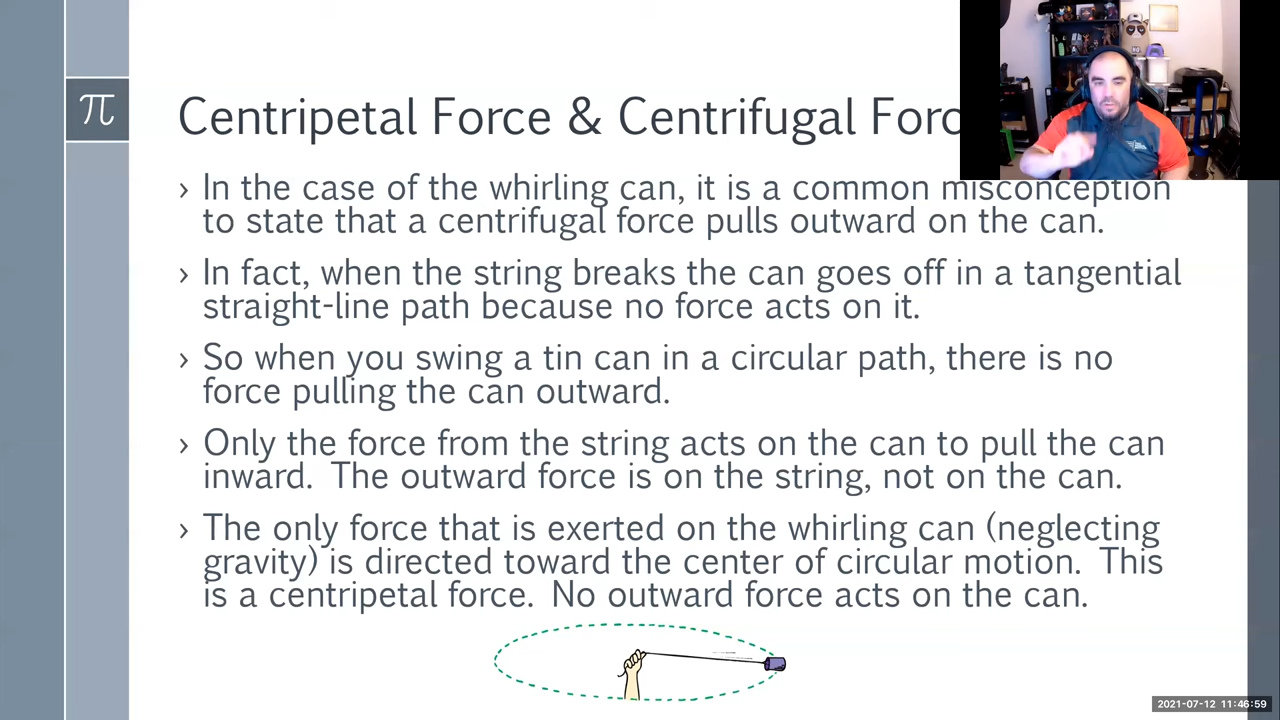 π
Centripetal Force & Centrifugal Forc
› In the case of the whirling can, it is a common misconception
to state that a centrifugal force pulls outward on the can.
› In fact, when the string breaks the can goes off in a tangential
straight-line path because no force acts on it.
› So when you swing a tin can in a circular path, there is no
force pulling the can outward.
› Only the force from the string acts on the can to pull the can
inward.  The outward force is on the string, not on the can.
› The only force that is exerted on the whirling can (neglecting
gravity) is directed toward the center of circular motion.  This
is a centripetal force.  No outward force acts on the can.
2021-07-12 11:46:59